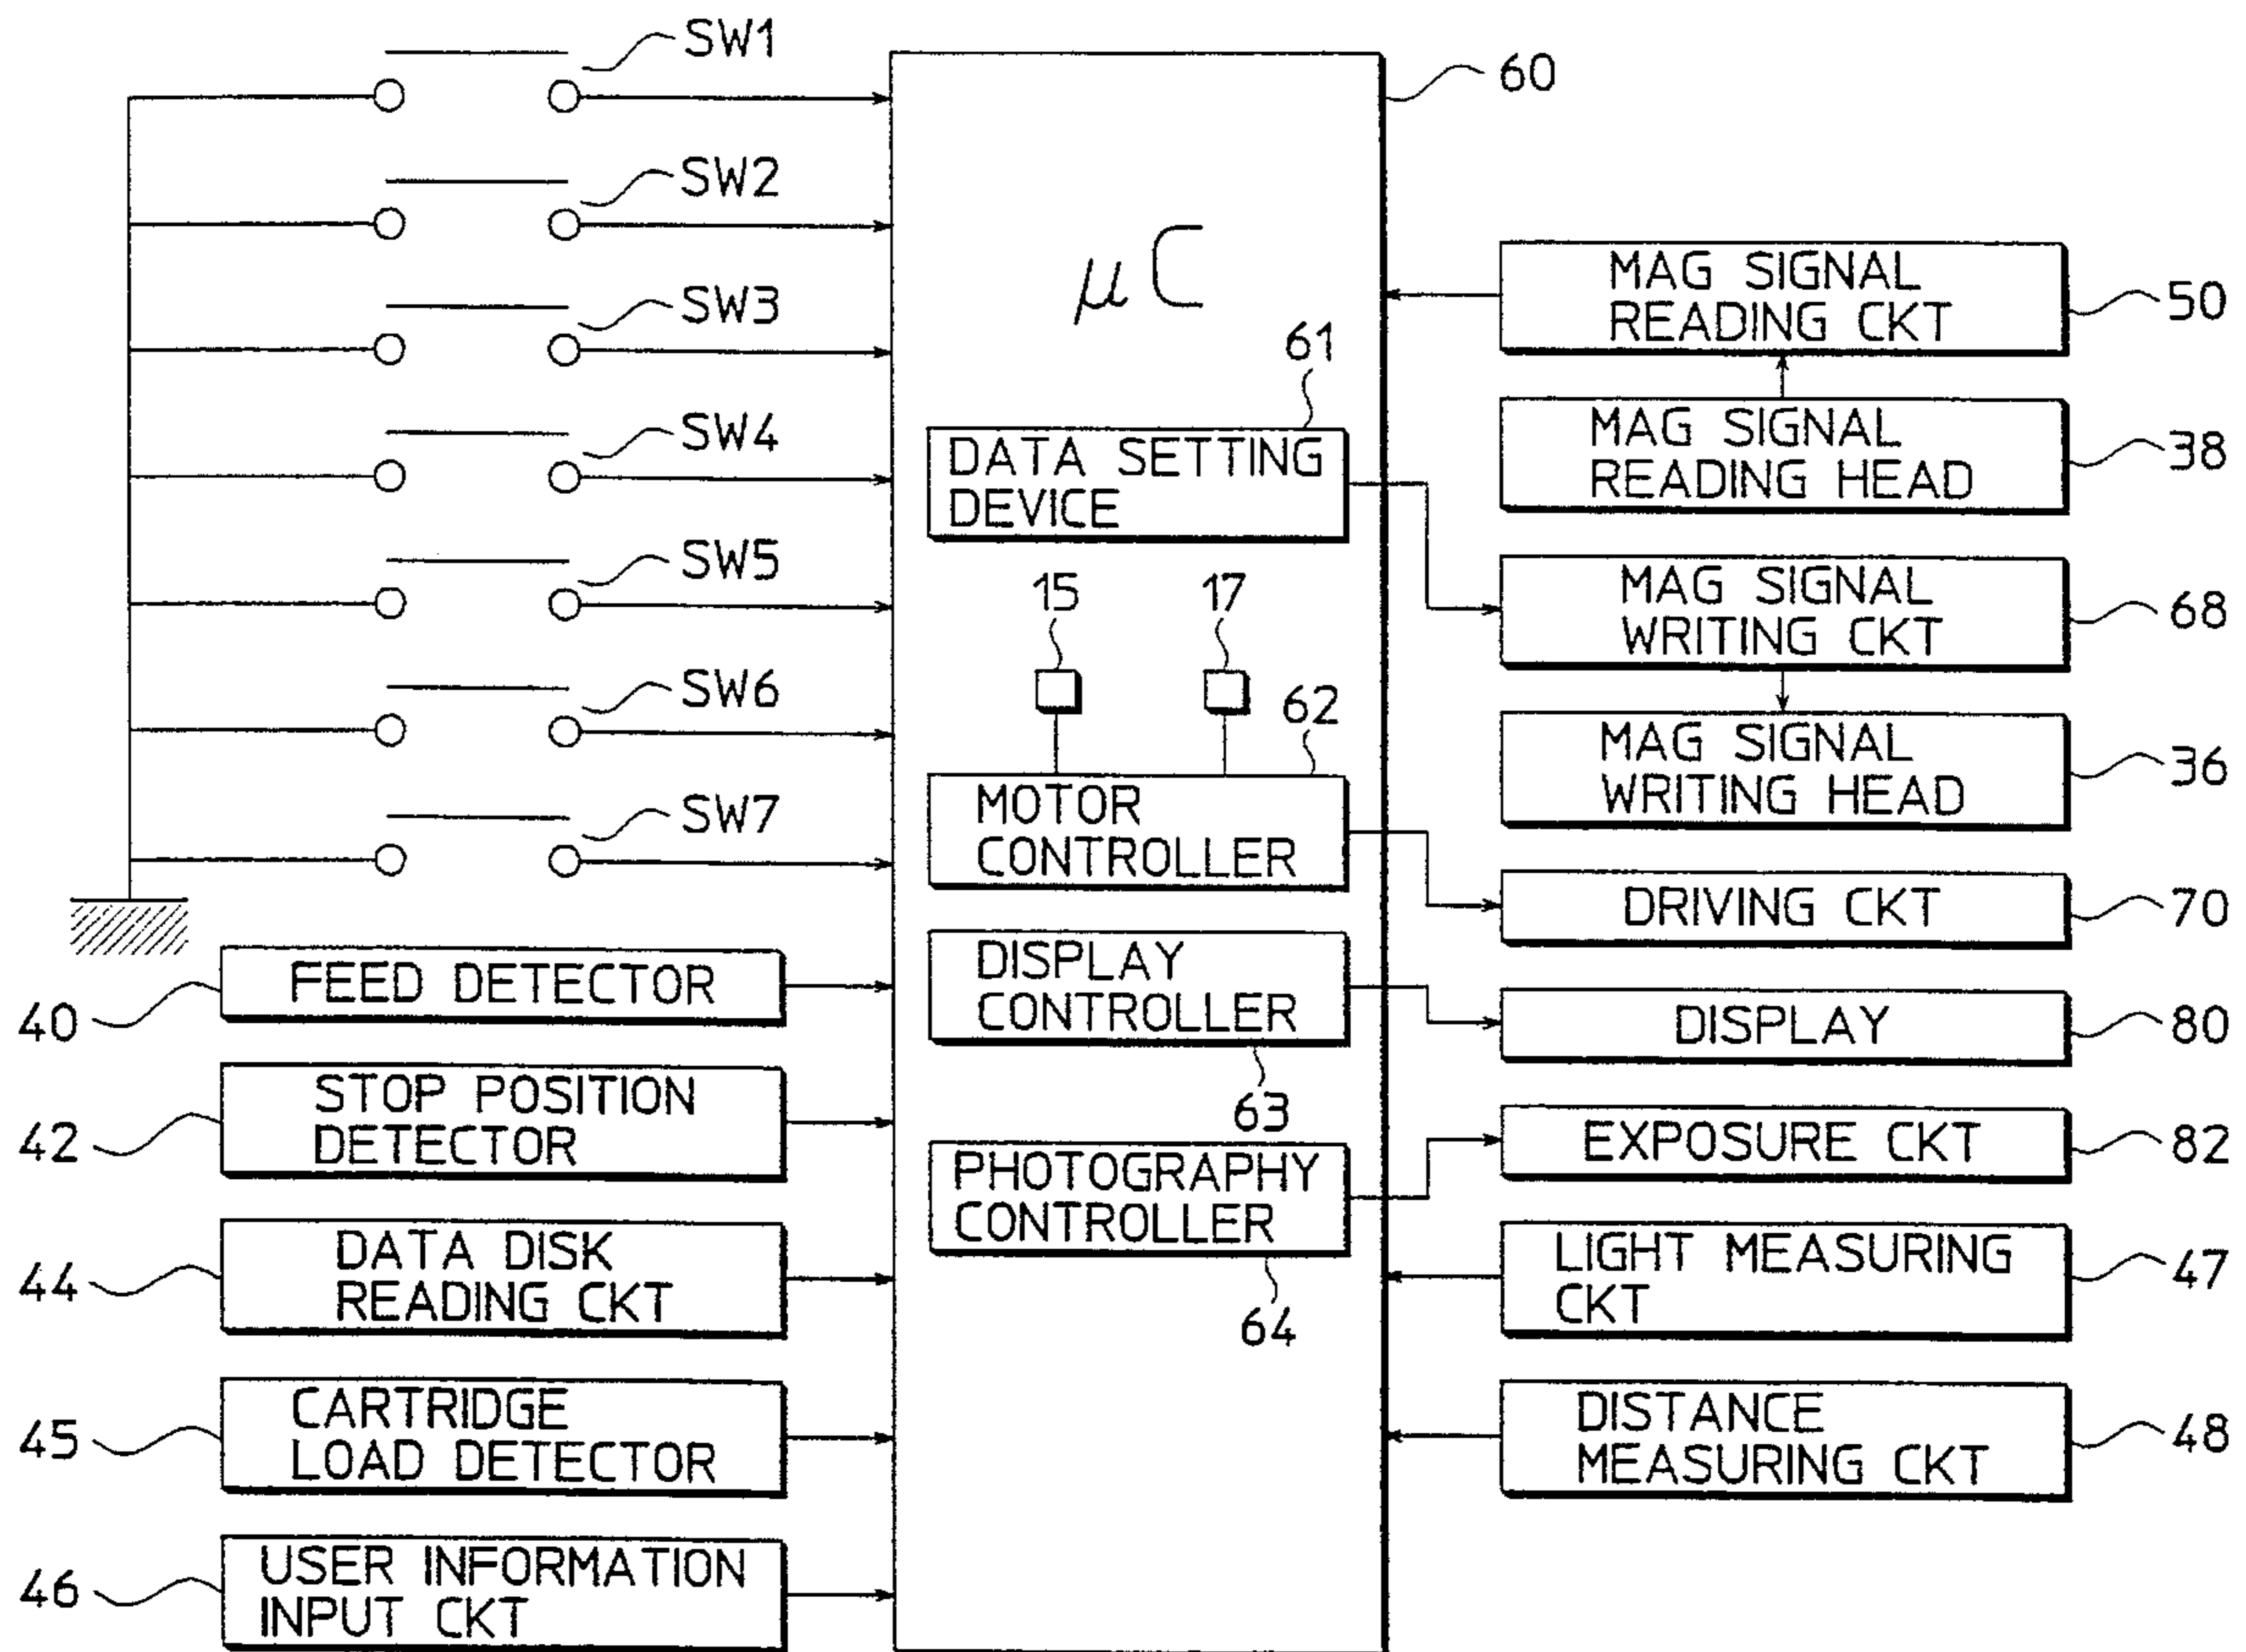 SW1
SW2
SW3
SW4
SW5
SW6
SW7
FEED DETECTOR
40
STOP POSITION
DETECTOR
42
DATA DISK
READING CKT
44
CARTRIDGE
LOAD DETECTOR
45
USER INFORMATION
INPUT CKT
46
60
μC
61
DATA SETTING
DEVICE
15
17
62
MOTOR
CONTROLLER
DISPLAY
CONTROLLER
63
PHOTOGRAPHY
CONTROLLER
64
MAG SIGNAL
READING CKT
50
MAG SIGNAL
READING HEAD
38
MAG SIGNAL
WRITING CKT
68
MAG SIGNAL
WRITING HEAD
36
DRIVING CKT
70
DISPLAY
80
EXPOSURE CKT
82
LIGHT MEASURING
CKT
47
DISTANCE
MEASURING CKT
48